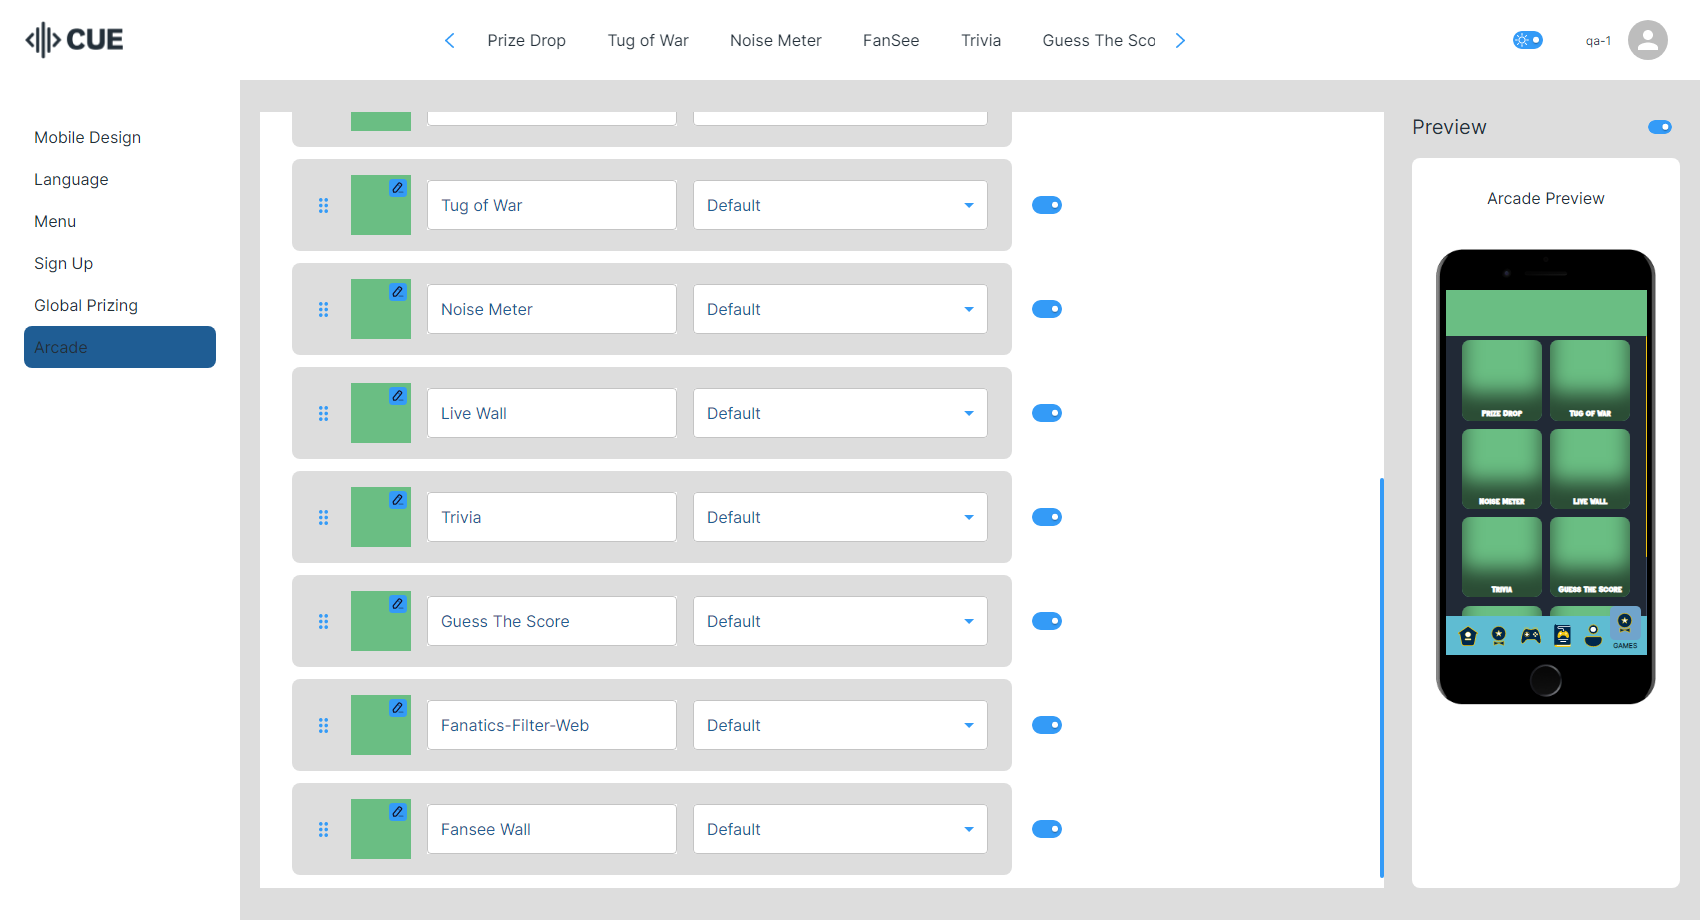 CUE
Prize Drop
Tug of War
Noise Meter
FanSee
Trivia
Guess The Sco
qa-1
Mobile Design
Language
Menu
Sign Up
Global Prizing
Arcade
Tug of War
Default
Noise Meter
Default
Live Wall
Default
Trivia
Default
Guess The Score
Default
Fanatics-Filter-Web
Default
Fansee Wall
Default
Preview
Arcade Preview
Prize Drop
Tug of War
Noise Meter
Live Wall
Trivia
Guess The Score
GAMES